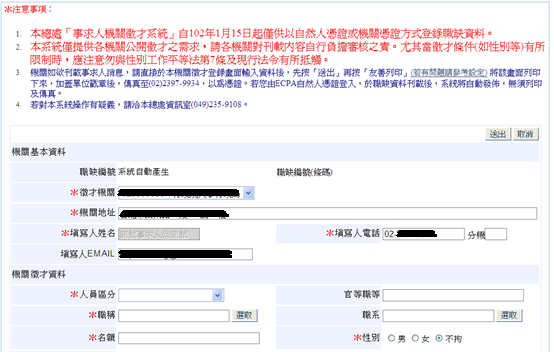 *注意事項:
1. 本總處「事求人機關徵才系統」自102年1月15日起僅供以自然人憑證或機關憑證方式登錄職缺資料。
2. 本系統僅提供各機關公開徵才之需求,請各機關對刊載內容自行負審核之責。尤其當徵才條件(如性別等)有所
限制時,應注意勿與性別工作平等法第7條及現行法令有所抵觸。
3. 機關如欲刊載事求人消息,請直接於本機關徵才登錄畫面輸入資料後,先按「送出」再按「友善列印」(若有問題請參考設定)將該畫面列印
下來,加蓋單位戳章後,傳真至(02)2397-9934,以為憑證。若您由ECPA自然人憑證登入,於職缺資料刊載後,系統將自動發佈,無須列印
及傳真。
4. 若對本系統操作有疑義,請洽本總處資訊室(049)235-9108。
送出 取消
機關基本資料
職缺編號 系統自動產生 職缺編號(條碼)
*徵才機關
*機關地址
*填寫人姓名 *填寫人電話 02- 分機
填寫人EMAIL
機關徵才資料
*人員區分 官等職等
*職稱 選取 職系 選取
*名額 *性別 男 女 不拘